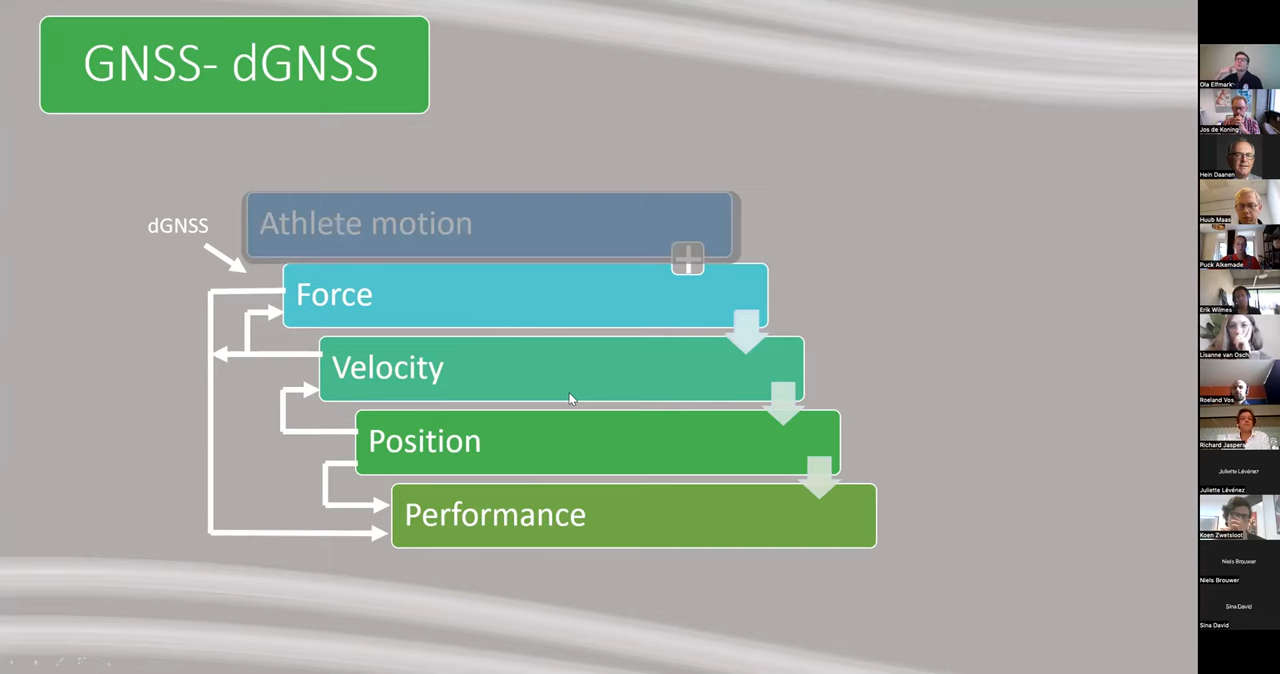 GNSS- dGNSS
dGNSS
Athlete motion
Force
Velocity
Position
Performance
Ola Elfmark
Jos de Koning
Hein Daanen
Huub Maas
Puck Alkemade
Erik Wilmes
Lisanne van Osch
Roeland Vos
Richard Jaspers
Juliette Lévénez
Juliette Lévénez
Koen Zwetsloot
Niels Brouwer
Niels Brouwer
Sina David
Sina David